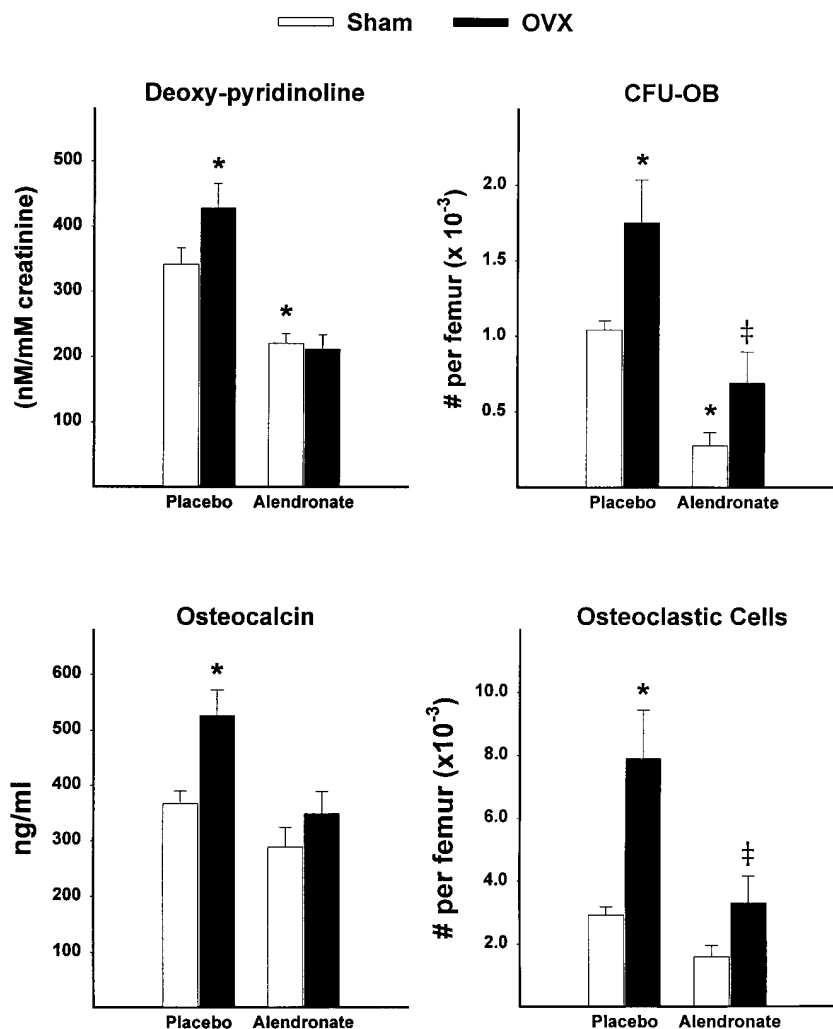 Sham OVX
Deoxy-pyridinoline
(nM/mM creatinine)
500
400
300
200
100
*
*
Placebo Alendronate
CFU-OB
# per femur (x 10⁻³)
2.0
1.5
1.0
0.5
*
*
‡
Placebo Alendronate
Osteocalcin
ng/ml
600
500
400
300
200
100
*
Placebo Alendronate
Osteoclastic Cells
# per femur (x10⁻³)
10.0
8.0
6.0
4.0
2.0
*
‡
Placebo Alendronate